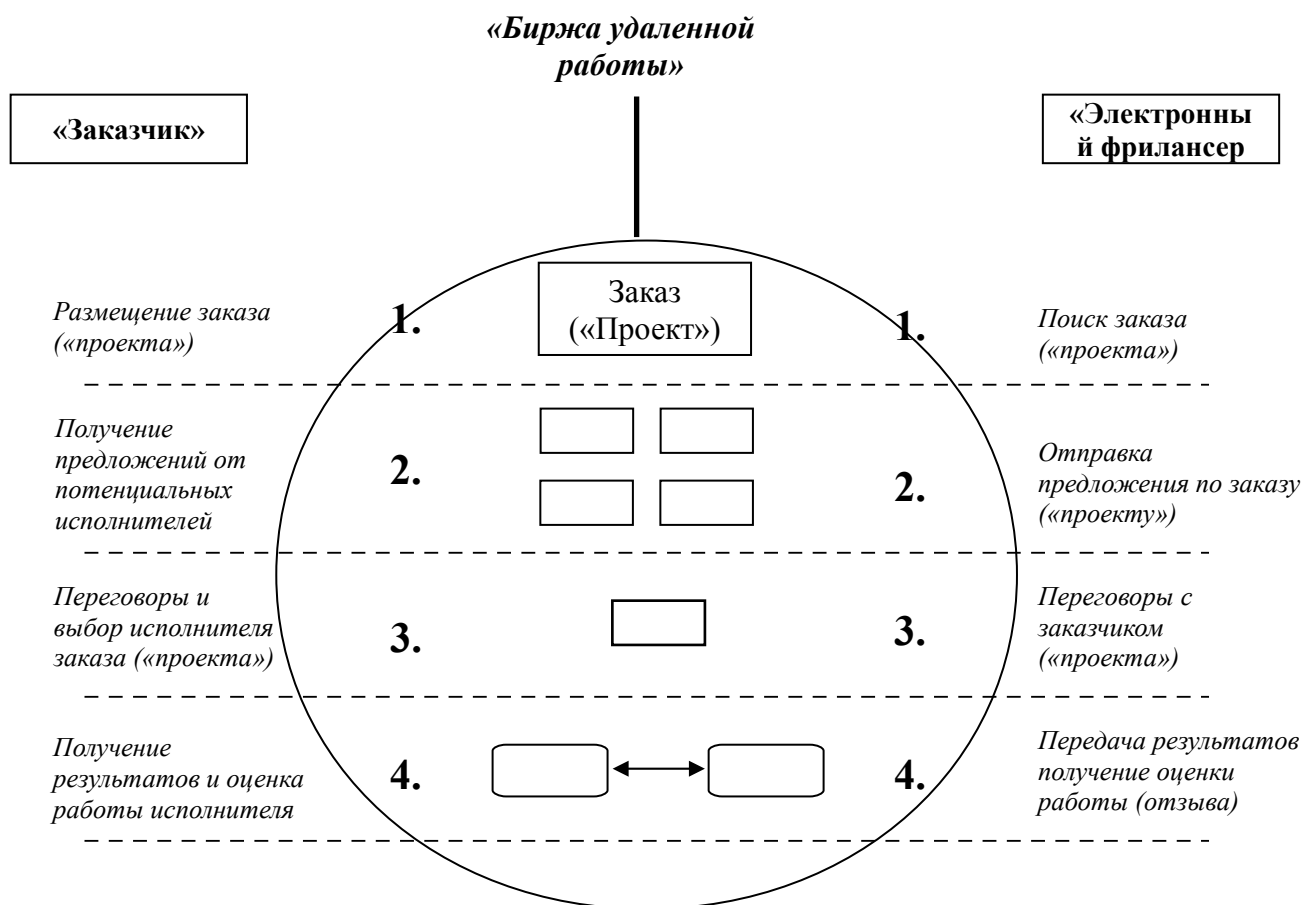 «Биржа удаленной
работы»
«Заказчик»
«Электронны
й фрилансер
Заказ
(«Проект»)
Размещение заказа
(«проекта»)
1.
1.
Поиск заказа
(«проекта»)
Получение
предложений от
потенциальных
исполнителей
2.
2.
Отправка
предложения по заказу
(«проекту»)
Переговоры и
выбор исполнителя
заказа («проекта»)
3.
3.
Переговоры с
заказчиком
(«проекта»)
Получение
результатов и оценка
работы исполнителя
4.
4.
Передача результатов
получение оценки
работы (отзыва)